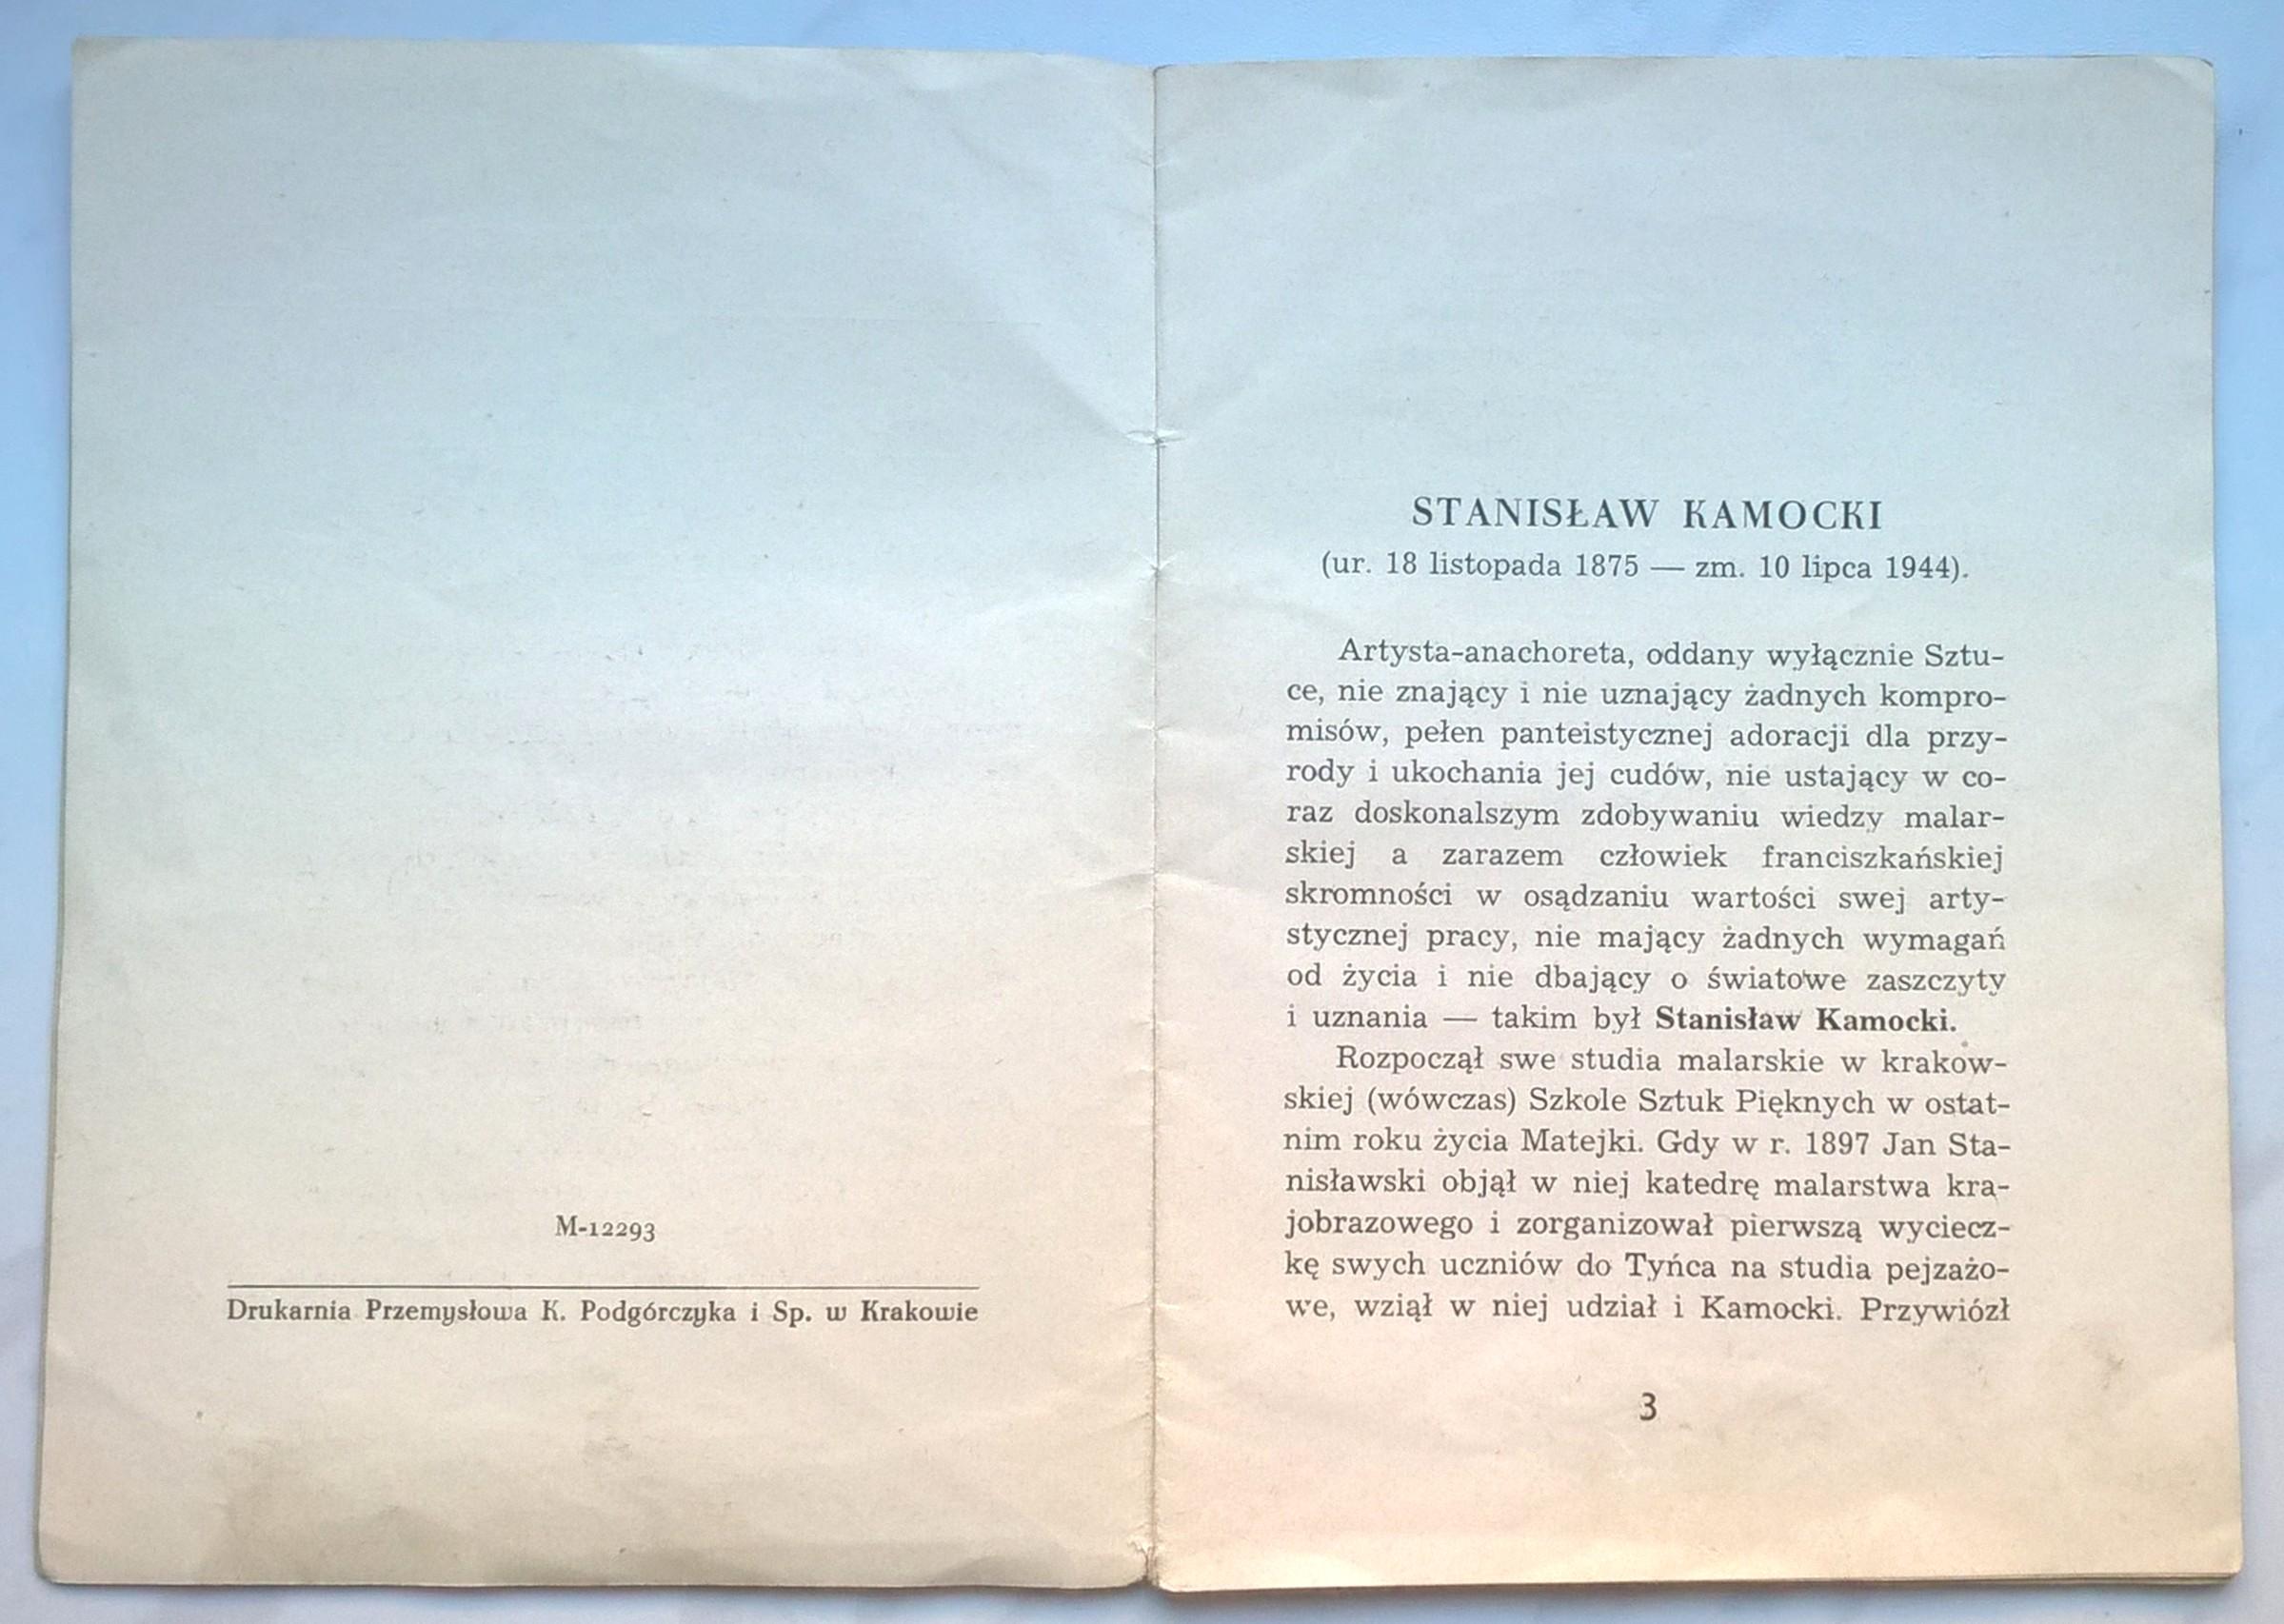 M-12293
Drukarnia Przemysłowa K. Podgórczyka i Sp. w Krakowie
STANISŁAW KAMOCKI
(ur. 18 listopada 1875 — zm. 10 lipca 1944).
Artysta-anachoreta, oddany wyłącznie Sztu-
ce, nie znający i nie uznający żadnych kompro-
misów, pełen panteistycznej adoracji dla przy-
rody i ukochania jej cudów, nie ustający w co-
raz doskonalszym zdobywaniu wiedzy malar-
skiej a zarazem człowiek franciszkańskiej
skromności w osądzaniu wartości swej arty-
stycznej pracy, nie mający żadnych wymagań
od życia i nie dbający o światowe zaszczyty
i uznania — takim był Stanisław Kamocki.
Rozpoczął swe studia malarskie w krakow-
skiej (wówczas) Szkole Sztuk Pięknych w ostat-
nim roku życia Matejki. Gdy w r. 1897 Jan Sta-
nisławski objął w niej katedrę malarstwa kra-
jobrazowego i zorganizował pierwszą wyciecz-
kę swych uczniów do Tyńca na studia pejzażo-
we, wziął w niej udział i Kamocki. Przywiózł
3